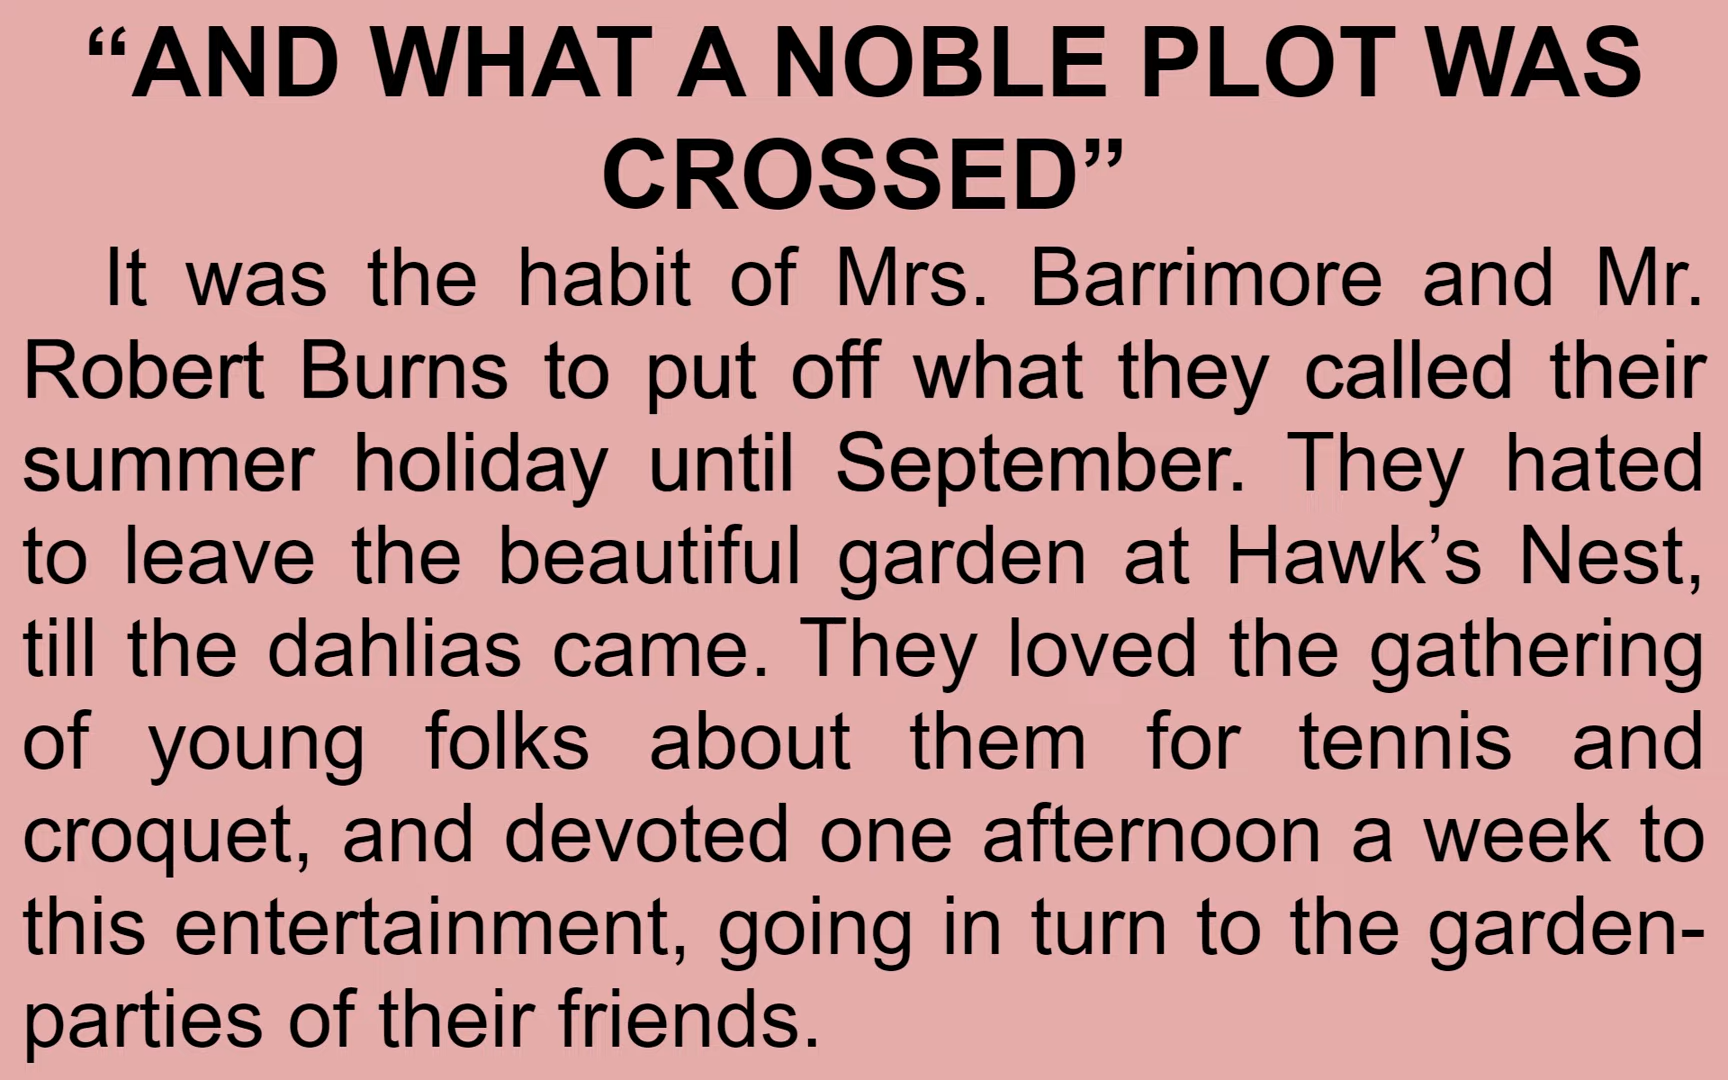 “AND WHAT A NOBLE PLOT WAS
CROSSED”
It was the habit of Mrs. Barrimore and Mr.
Robert Burns to put off what they called their
summer holiday until September. They hated
to leave the beautiful garden at Hawk’s Nest,
till the dahlias came. They loved the gathering
of young folks about them for tennis and
croquet, and devoted one afternoon a week to
this entertainment, going in turn to the garden-
parties of their friends.